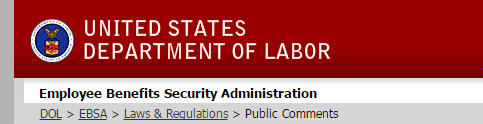 UNITED STATES
DEPARTMENT OF LABOR
Employee Benefits Security Administration
DOL > EBSA > Laws & Regulations > Public Comments